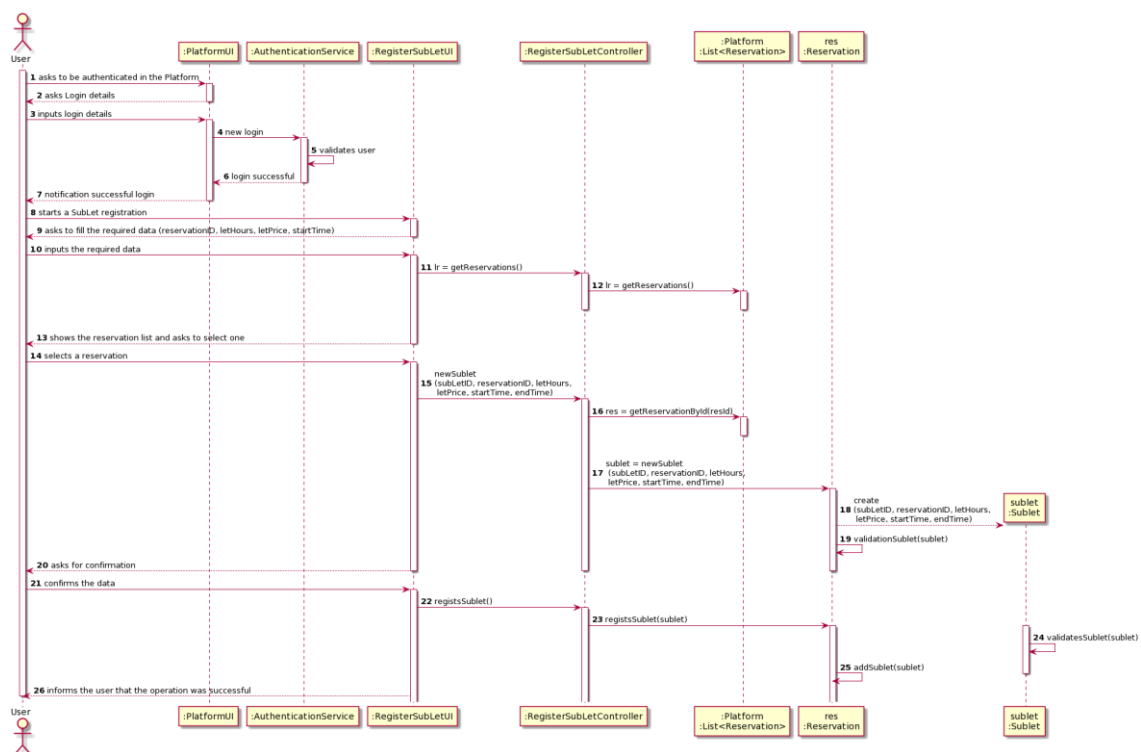 User
:PlatformUI
:AuthenticationService
:RegisterSubLetUI
:RegisterSubLetController
:Platform
:List<Reservation>
res
:Reservation
1 asks to be authenticated in the Platform
2 asks Login details
3 inputs login details
4 new login
5 validates user
6 login successful
7 notification successful login
8 starts a SubLet registration
9 asks to fill the required data (reservationID, letHours, letPrice, startTime)
10 inputs the required data
11 lr = getReservations()
12 lr = getReservations()
13 shows the reservation list and asks to select one
14 selects a reservation
newSublet
15 (subLetID, reservationID, letHours,
letPrice, startTime, endTime)
16 res = getReservationById(resId)
sublet = newSublet
17 (subLetID, reservationID, letHours,
letPrice, startTime, endTime)
create
18 (subLetID, reservationID, letHours,
letPrice, startTime, endTime)
sublet
:Sublet
19 validationSublet(sublet)
20 asks for confirmation
21 confirms the data
22 registsSublet()
23 registsSublet(sublet)
24 validatesSublet(sublet)
25 addSublet(sublet)
26 informs the user that the operation was successful
User
:PlatformUI
:AuthenticationService
:RegisterSubLetUI
:RegisterSubLetController
:Platform
:List<Reservation>
res
:Reservation
sublet
:Sublet